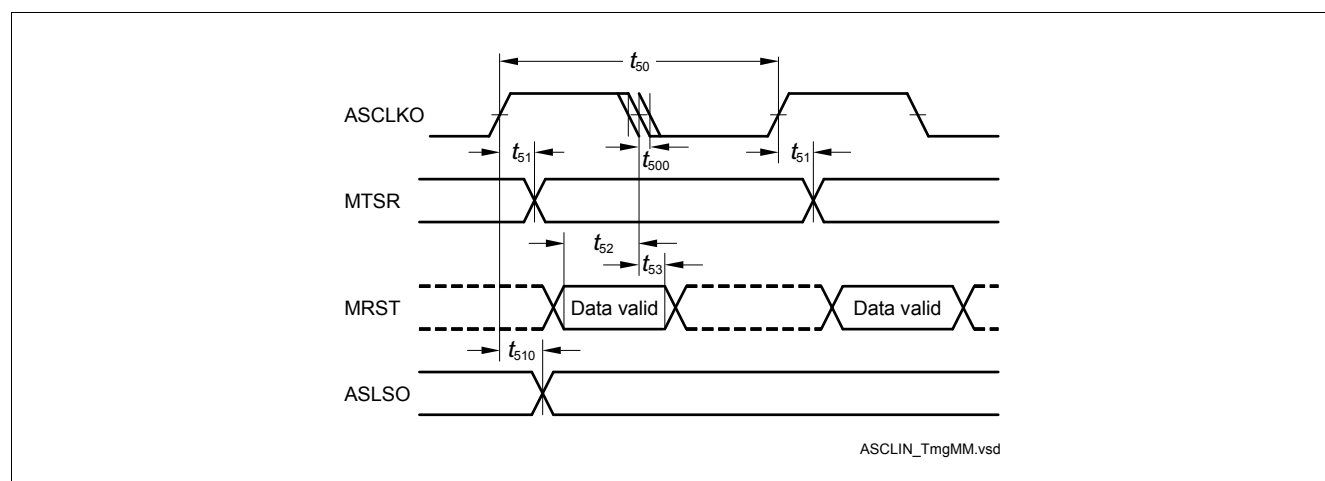 t50
ASCLKO
t51
t500
t51
MTSR
t52
t53
MRST
Data valid
Data valid
t510
ASLSO
ASCLIN_TmgMM.vsd